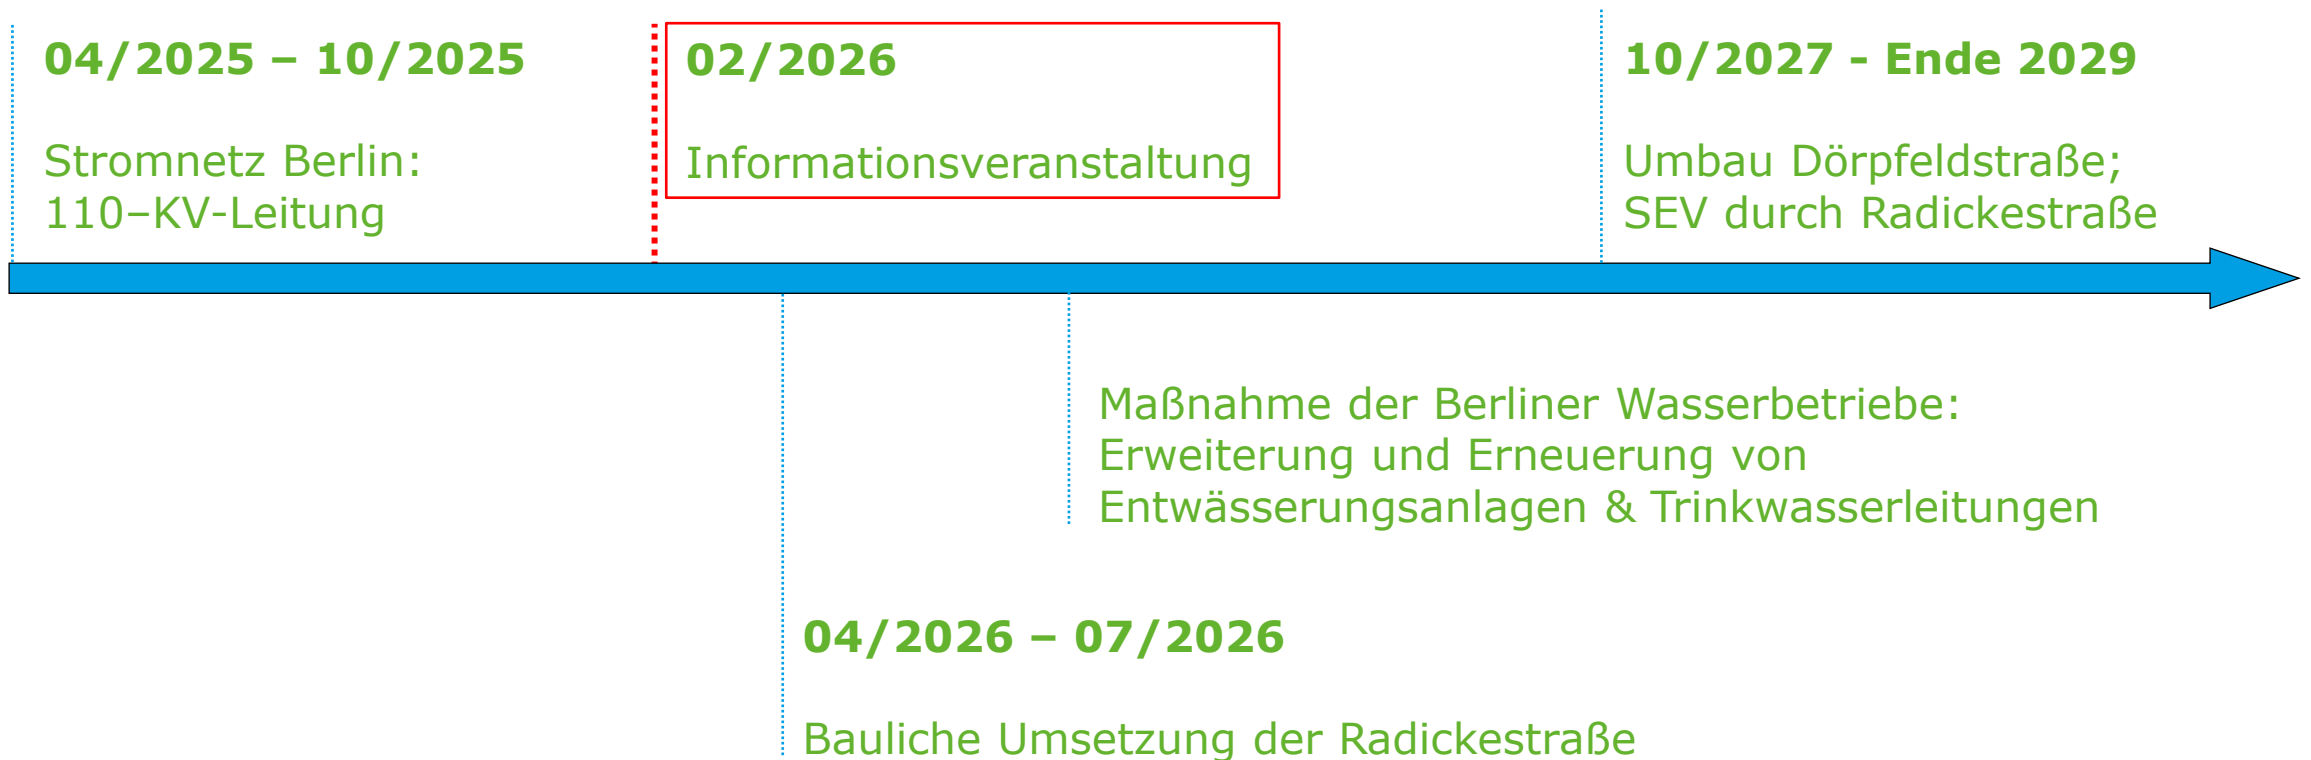 04/2025 – 10/2025
Stromnetz Berlin:
110–KV-Leitung
02/2026
Informationsveranstaltung
10/2027 - Ende 2029
Umbau Dörpfeldstraße;
SEV durch Radickestraße
Maßnahme der Berliner Wasserbetriebe:
Erweiterung und Erneuerung von
Entwässerungsanlagen & Trinkwasserleitungen
04/2026 – 07/2026
Bauliche Umsetzung der Radickestraße